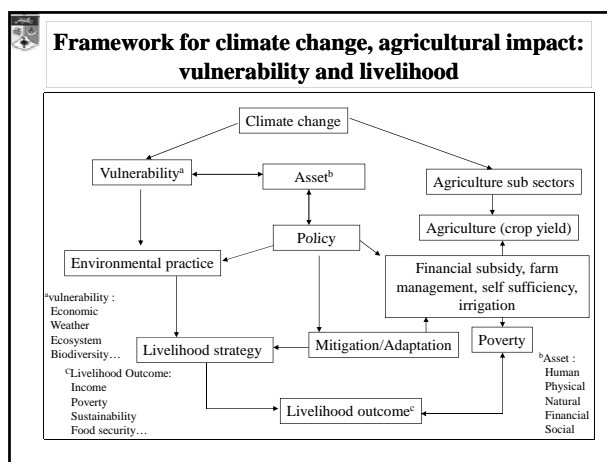 Framework for climate change, agricultural impact:
vulnerability and livelihood
Climate change
Vulnerabilityᵃ
Assetᵇ
Agriculture sub sectors
Agriculture (crop yield)
Policy
Environmental practice
Financial subsidy, farm
management, self sufficiency,
irrigation
ᵃvulnerability :
Economic
Weather
Ecosystem
Biodiversity…
Livelihood strategy
Mitigation/Adaptation
Poverty
ᶜLivelihood Outcome:
Income
Poverty
Sustainability
Food security…
Livelihood outcomeᶜ
ᵇAsset :
Human
Physical
Natural
Financial
Social